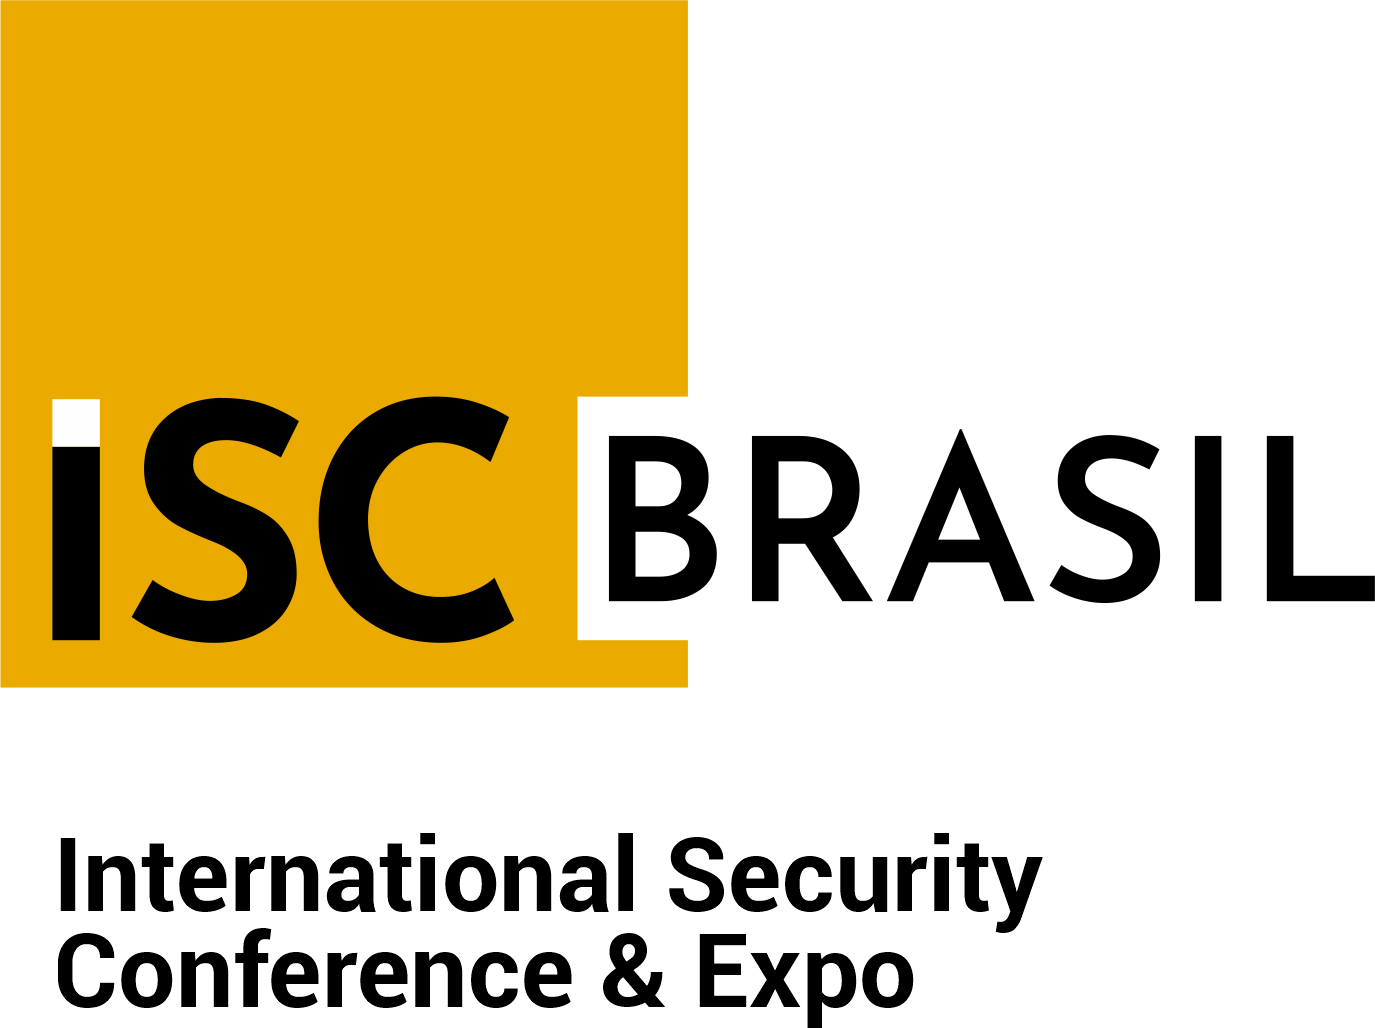 iSC BRASIL
International Security
Conference & Expo